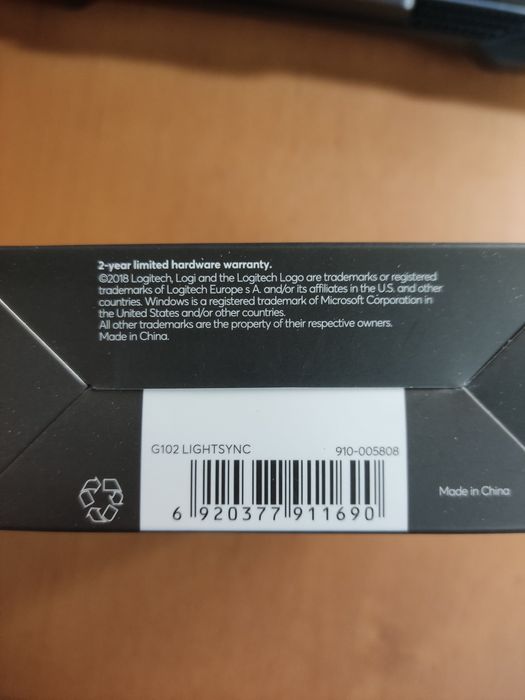 2-year limited hardware warranty.
©2018 Logitech, Logi and the Logitech Logo are trademarks or registered
trademarks of Logitech Europe s A. and/or its affiliates in the U.S. and other
countries. Windows is a registered trademark of Microsoft Corporation in
the United States and/or other countries.
All other trademarks are the property of their respective owners.
Made in China.
G102 LIGHTSYNC 910-005808
6 920377 911690
Made in China